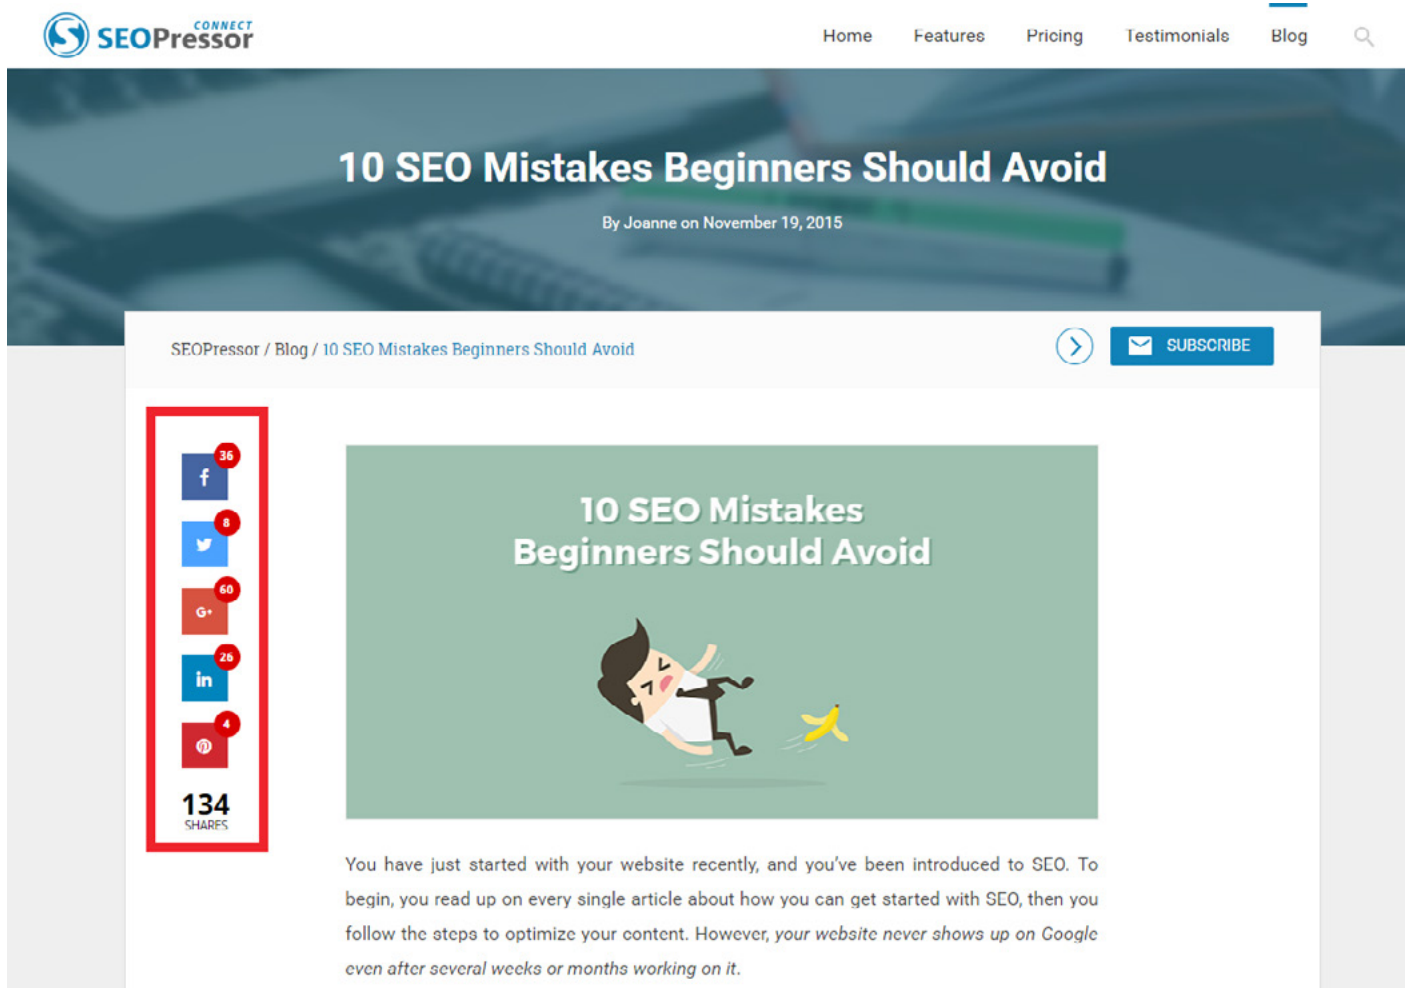 CONNECT
SEOPressor
Home Features Pricing Testimonials Blog
10 SEO Mistakes Beginners Should Avoid
By Joanne on November 19, 2015
SEOPressor / Blog / 10 SEO Mistakes Beginners Should Avoid
SUBSCRIBE
36
f
8
60
G+
26
in
4
134
SHARES
10 SEO Mistakes
Beginners Should Avoid
You have just started with your website recently, and you've been introduced to SEO. To
begin, you read up on every single article about how you can get started with SEO, then you
follow the steps to optimize your content. However, your website never shows up on Google
even after several weeks or months working on it.